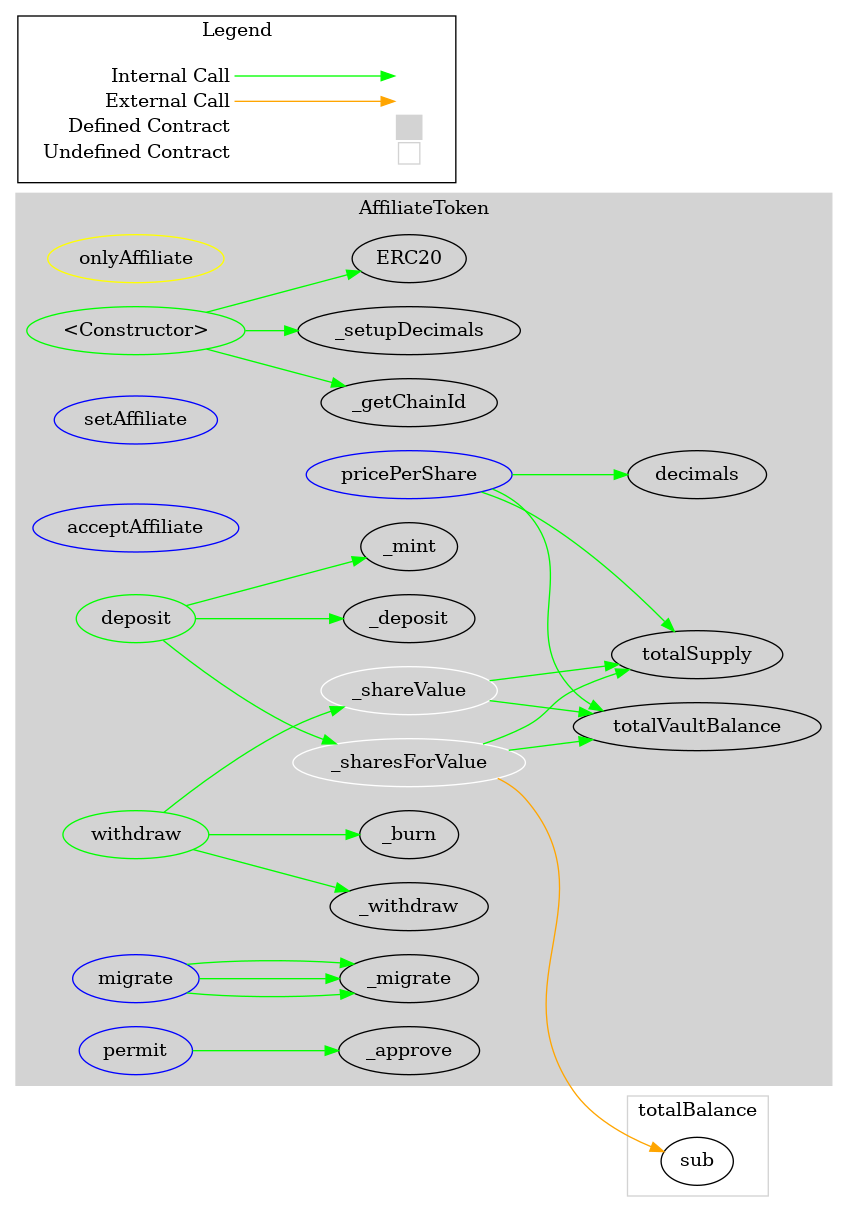 Legend
Internal Call
External Call
Defined Contract
Undefined Contract
AffiliateToken
onlyAffiliate
ERC20
<Constructor>
_setupDecimals
_getChainId
setAffiliate
pricePerShare
decimals
acceptAffiliate
_mint
deposit
_deposit
totalSupply
_shareValue
totalVaultBalance
_sharesForValue
withdraw
_burn
_withdraw
migrate
_migrate
permit
_approve
totalBalance
sub